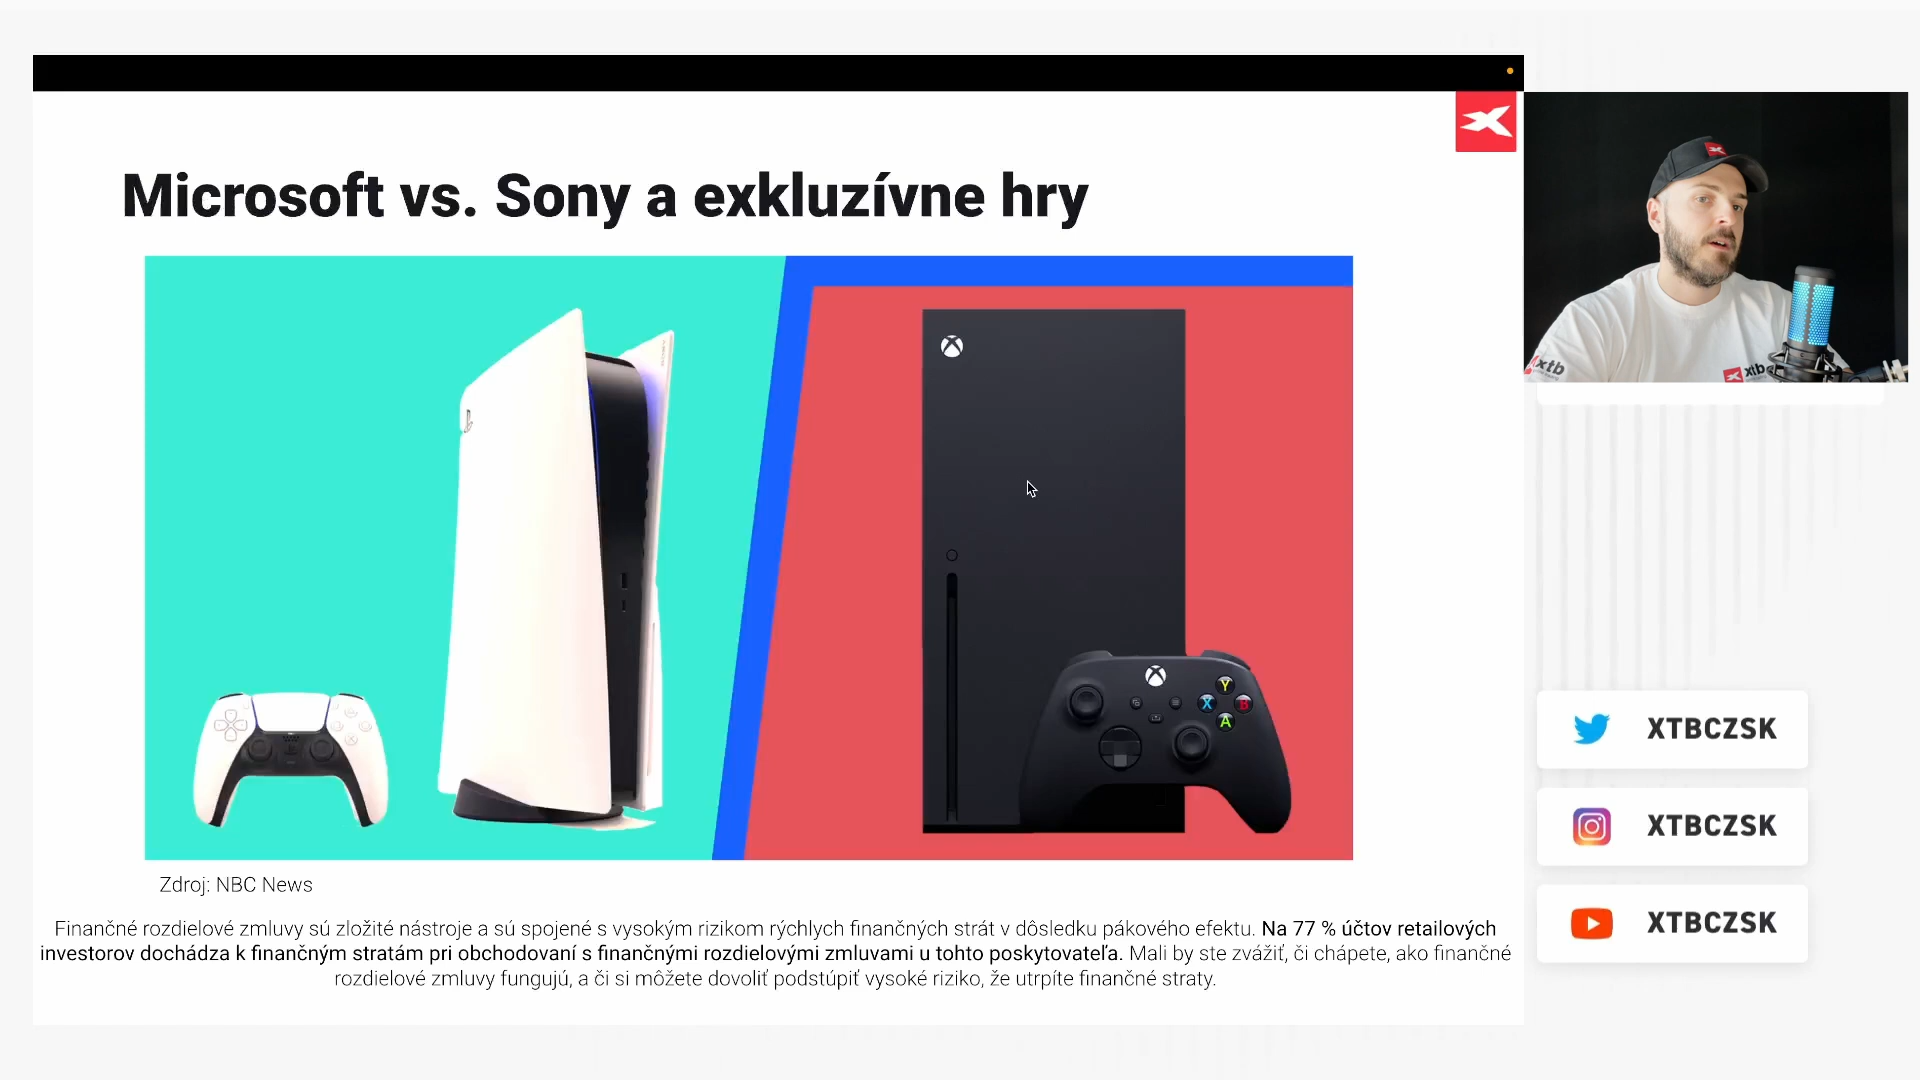 Microsoft vs. Sony a exkluzívne hry
xtb
xtb
Y
X
B
A
XTBCZSK
XTBCZSK
XTBCZSK
Zdroj: NBC News
Finančné rozdielové zmluvy sú zložité nástroje a sú spojené s vysokým rizikom rýchlych finančných strát v dôsledku pákového efektu. Na 77 % účtov retailových
investorov dochádza k finančným stratám pri obchodovaní s finančnými rozdielovými zmluvami u tohto poskytovateľa. Mali by ste zvážiť, či chápete, ako finančné
rozdielové zmluvy fungujú, a či si môžete dovoliť podstúpiť vysoké riziko, že utrpíte finančné straty.